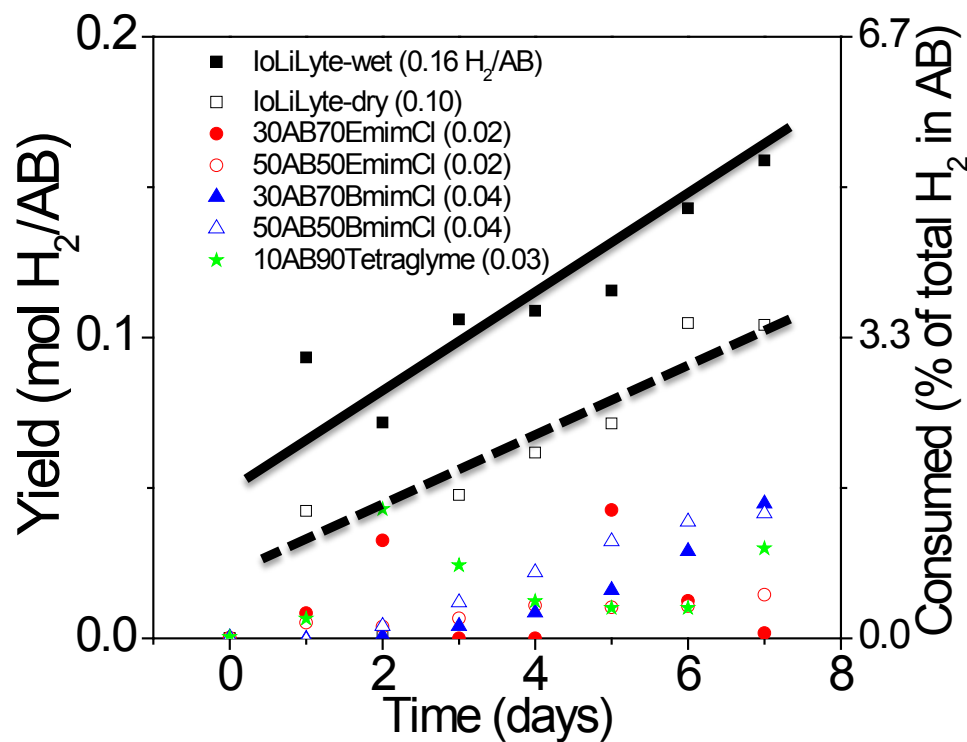 Yield (mol H₂/AB)
0.2
0.1
0.0
IoLiLyte-wet (0.16 H₂/AB)
IoLiLyte-dry (0.10)
30AB70EmimCl (0.02)
50AB50EmimCl (0.02)
30AB70BmimCl (0.04)
50AB50BmimCl (0.04)
10AB90Tetraglyme (0.03)
6.7
3.3
0.0
Consumed (% of total H₂ in AB)
0 2 4 6 8
Time (days)